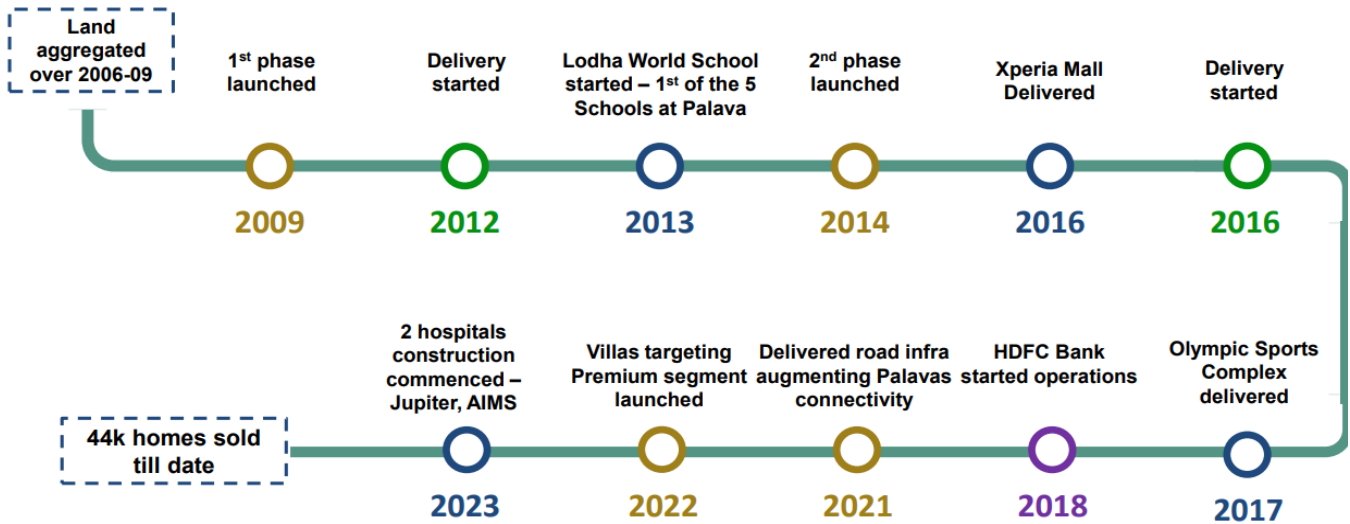 Land
aggregated
over 2006-09
1st phase
launched
2009
Delivery
started
2012
Lodha World School
started – 1st of the 5
Schools at Palava
2013
2nd phase
launched
2014
Xperia Mall
Delivered
2016
Delivery
started
2016
Olympic Sports
Complex
delivered
2017
HDFC Bank
started operations
2018
Delivered road infra
augmenting Palavas
connectivity
2021
Villas targeting
Premium segment
launched
2022
2 hospitals
construction
commenced –
Jupiter, AIMS
2023
44k homes sold
till date